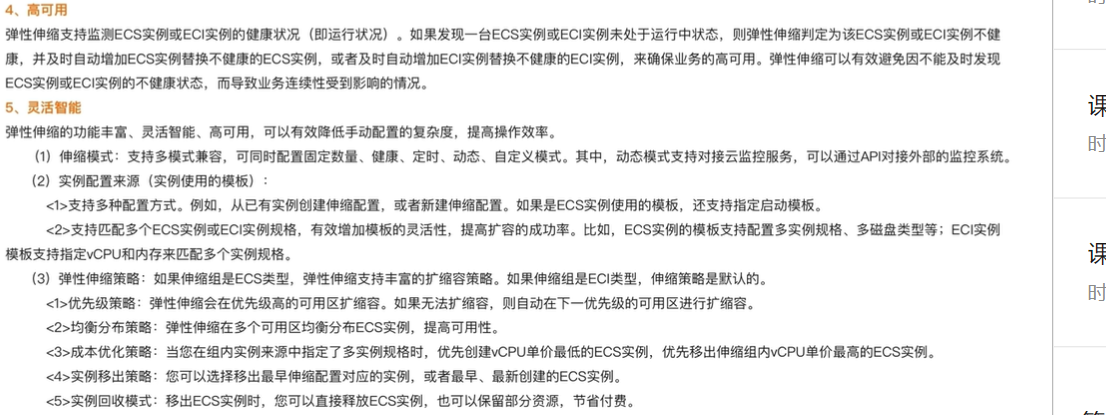 4、高可用
弹性伸缩支持监测ECS实例或ECI实例的健康状况（即运行状况）。如果发现一台ECS实例或ECI实例未处于运行中状态，则弹性伸缩判定为该ECS实例或ECI实例不健
康，并及时自动增加ECS实例替换不健康的ECS实例，或者及时自动增加ECI实例替换不健康的ECI实例，来确保业务的高可用。弹性伸缩可以有效避免因不能及时发现
ECS实例或ECI实例的不健康状态，而导致业务连续性受到影响的情况。
5、灵活智能
弹性伸缩的功能丰富、灵活智能、高可用，可以有效降低手动配置的复杂度，提高操作效率。
（1）伸缩模式：支持多模式兼容，可同时配置固定数量、健康、定时、动态、自定义模式。其中，动态模式支持对接云监控服务，可以通过API对接外部的监控系统。
（2）实例配置来源（实例使用的模板）：
<1>支持多种配置方式。例如，从已有实例创建伸缩配置，或者新建伸缩配置。如果是ECS实例使用的模板，还支持指定启动模板。
<2>支持匹配多个ECS实例或ECI实例规格，有效增加模板的灵活性，提高扩容的成功率。比如，ECS实例的模板支持配置多实例规格、多磁盘类型等；ECI实例
模板支持指定vCPU和内存来匹配多个实例规格。
（3）弹性伸缩策略：如果伸缩组是ECS类型，弹性伸缩支持丰富的扩缩容策略。如果伸缩组是ECI类型，伸缩策略是默认的。
<1>优先级策略：弹性伸缩会在优先级高的可用区扩缩容。如果无法扩缩容，则自动在下一优先级的可用区进行扩缩容。
<2>均衡分布策略：弹性伸缩在多个可用区均衡分布ECS实例，提高可用性。
<3>成本优化策略：当您在组内实例来源中指定了多实例规格时，优先创建vCPU单价最低的ECS实例，优先移出伸缩组内vCPU单价最高的ECS实例。
<4>实例移出策略：您可以选择移出最早伸缩配置对应的实例，或者最早、最新创建的ECS实例。
<5>实例回收模式：移出ECS实例时，您可以直接释放ECS实例，也可以保留部分资源，节省付费。
课
时
课
时